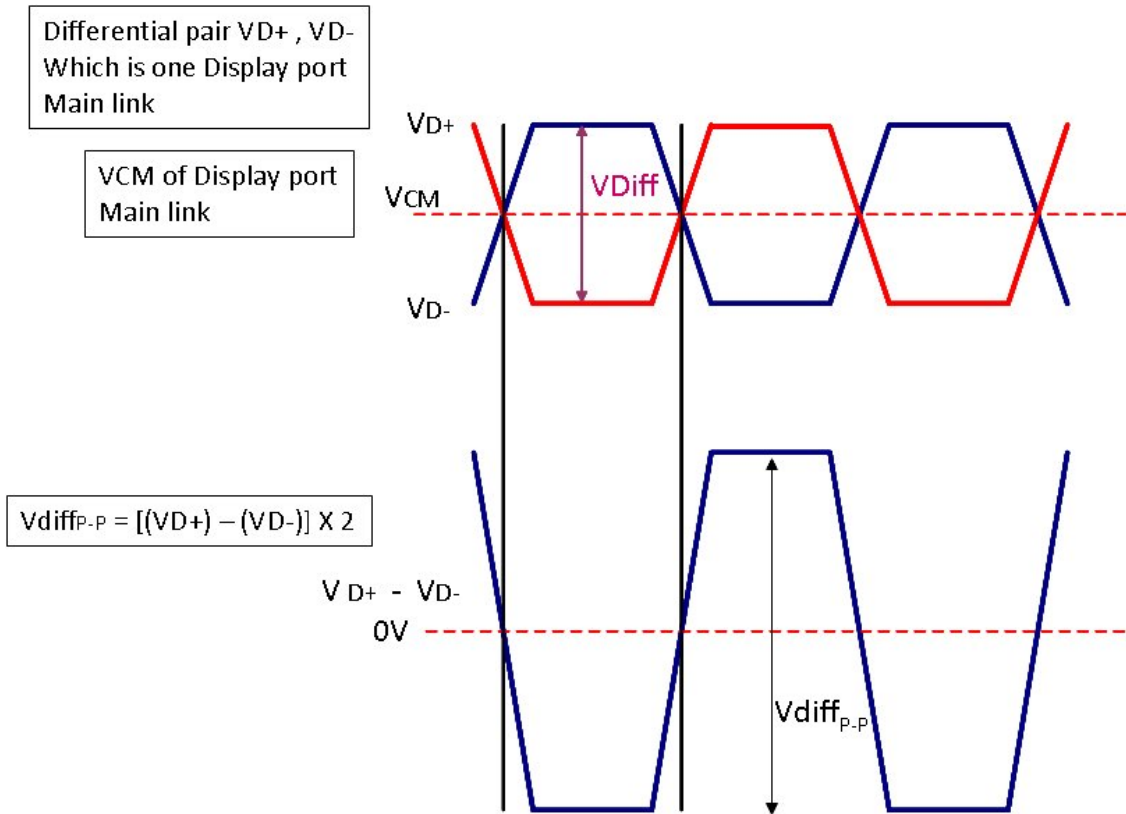 Differential pair VD+ , VD-
Which is one Display port
Main link
VCM of Display port
Main link
VD+
VCM
VDiff
VD-
VdiffP-P = [(VD+) – (VD-)] X 2
V D+ - VD-
0V
VdiffP-P